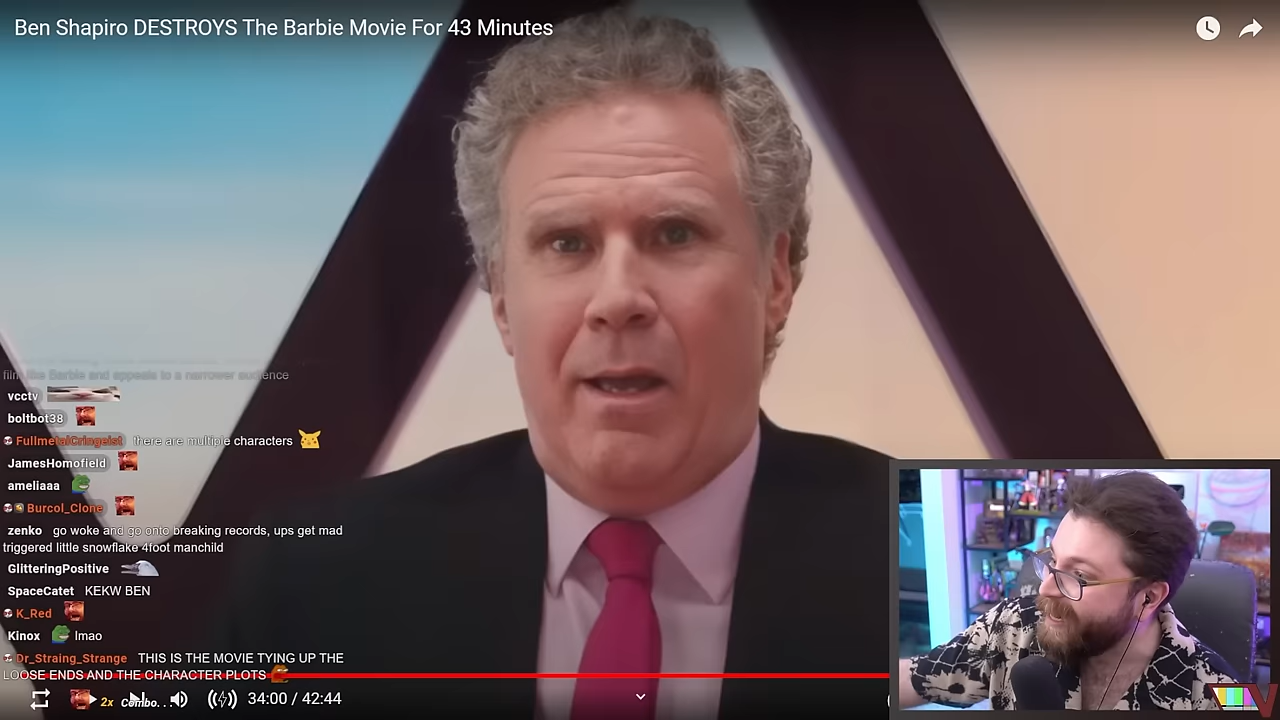 Ben Shapiro DESTROYS The Barbie Movie For 43 Minutes
film like Barbie and appeals to a narrower audience
vcctv
boltbot38
FullmetalCringeist there are multiple characters
JamesHomofield
ameliaaa
Burcol_Clone
zenko go woke and go onto breaking records, ups get mad
triggered little snowflake 4foot manchild
GlitteringPositive
SpaceCatet KEKW BEN
K_Red
Kinox lmao
Dr_Straing_Strange THIS IS THE MOVIE TYING UP THE
LOOSE ENDS AND THE CHARACTER PLOTS
2x Combo...
34:00 / 42:44